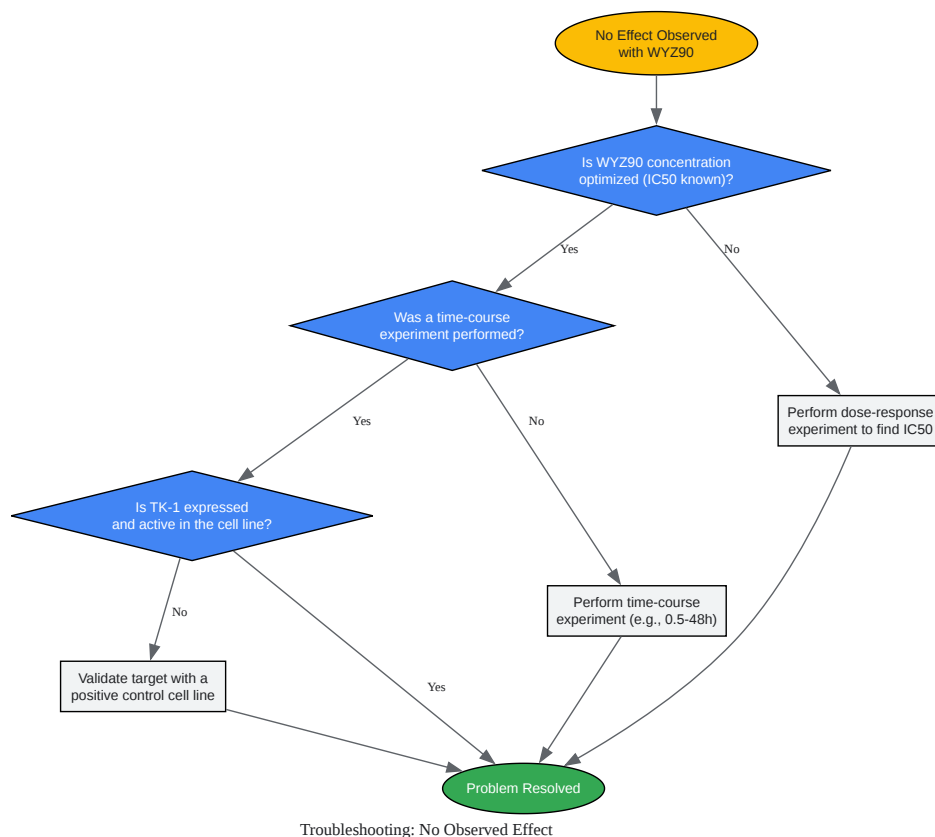 No Effect Observed
with WYZ90
Is WYZ90 concentration
optimized (IC50 known)?
Yes
No
Was a time-course
experiment performed?
Perform dose-response
experiment to find IC50
Yes
No
Is TK-1 expressed
and active in the cell line?
Perform time-course
experiment (e.g., 0.5-48h)
No
Yes
Validate target with a
positive control cell line
Problem Resolved
Troubleshooting: No Observed Effect